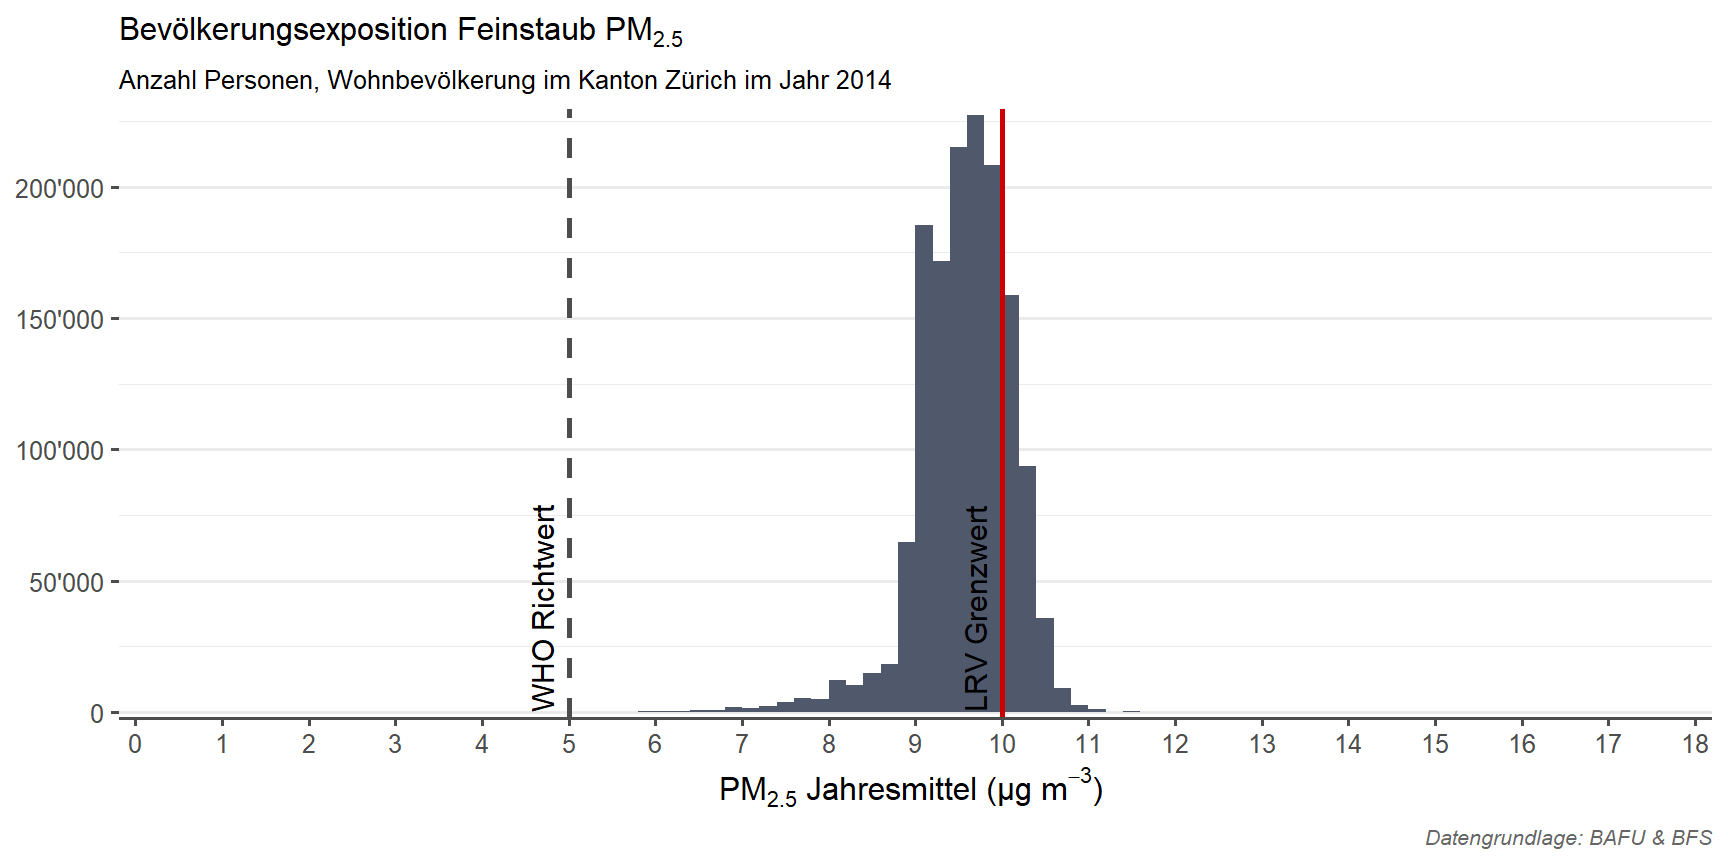 Bevölkerungsexposition Feinstaub PM2.5
Anzahl Personen, Wohnbevölkerung im Kanton Zürich im Jahr 2014
200'000
150'000
100'000
50'000
0
WHO Richtwert
LRV Grenzwert
0 1 2 3 4 5 6 7 8 9 10 11 12 13 14 15 16 17 18
PM2.5 Jahresmittel (µg m−3)
Datengrundlage: BAFU & BFS